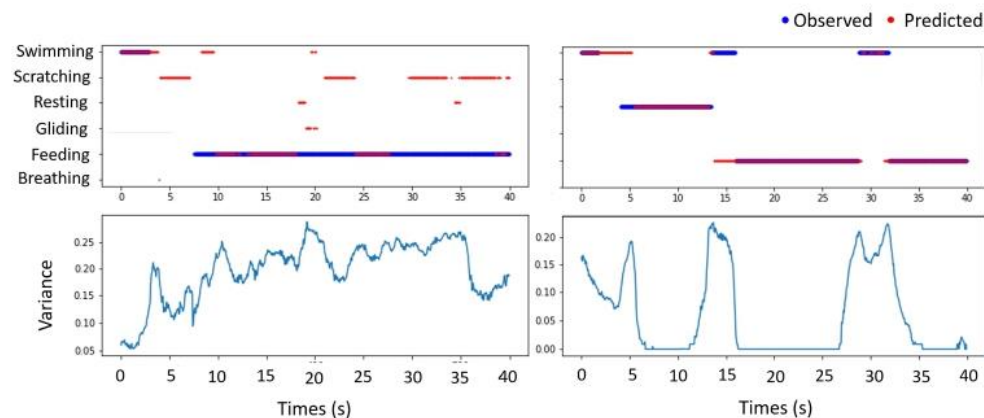 Observed Predicted
Swimming
Scratching
Resting
Gliding
Feeding
Breathing
0 5 10 15 20 25 30 35 40
0 5 10 15 20 25 30 35 40
Variance
0.25
0.20
0.15
0.10
0.05
0 5 10 15 20 25 30 35 40
Times (s)
0.20
0.15
0.10
0.05
0.00
0 5 10 15 20 25 30 35 40
Times (s)